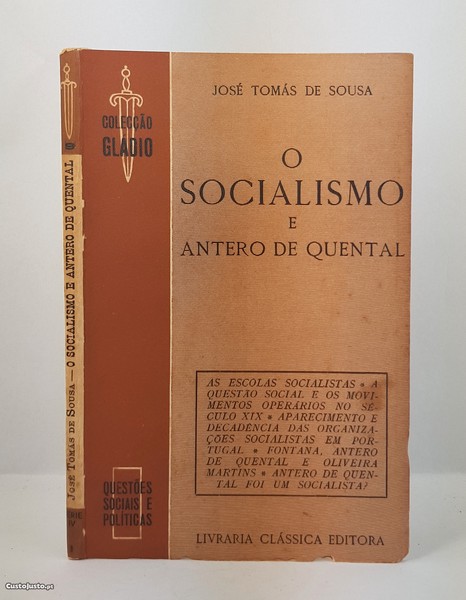 JOSÉ TOMÁS DE SOUSA
O
SOCIALISMO
E
ANTERO DE QUENTAL
AS ESCOLAS SOCIALISTAS * A
QUESTÃO SOCIAL E OS MOVI
MENTOS OPERÁRIOS NO SÉ-
CULO XIX * APARECIMENTO E
DECADÊNCIA DAS ORGANIZA-
ÇÕES SOCIALISTAS EM POR-
TUGAL * FONTANA, ANTERO
DE QUENTAL E OLIVEIRA
MARTINS * ANTERO DE QUEN-
TAL FOI UM SOCIALISTA?
LIVRARIA CLÁSSICA EDITORA
COLECÇÃO
GLADIO
QUESTÕES
SOCIAIS E
POLÍTICAS
JOSÉ TOMÁS DE SOUSA — O SOCIALISMO E ANTERO DE QUENTAL
SÉRIE
IV
CustoJusto.pt